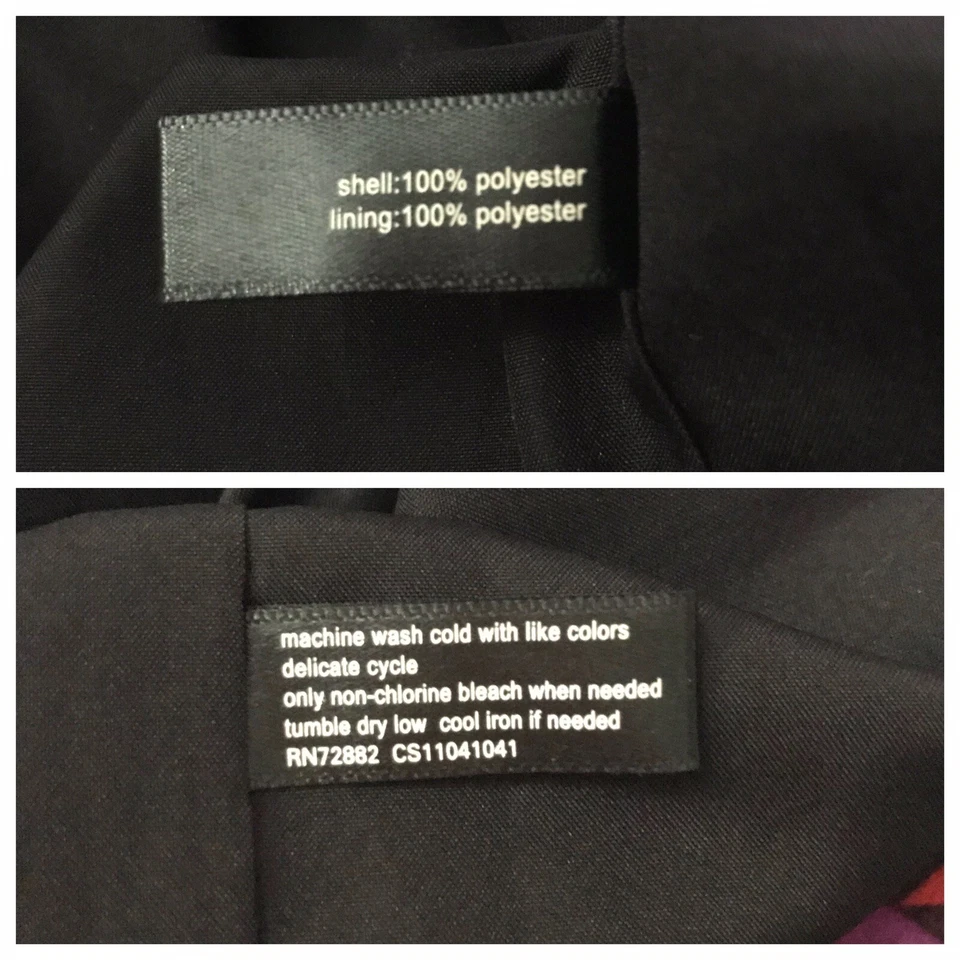 shell:100% polyester
lining:100% polyester
machine wash cold with like colors
delicate cycle
only non-chlorine bleach when needed
tumble dry low  cool iron if needed
RN72882  CS11041041